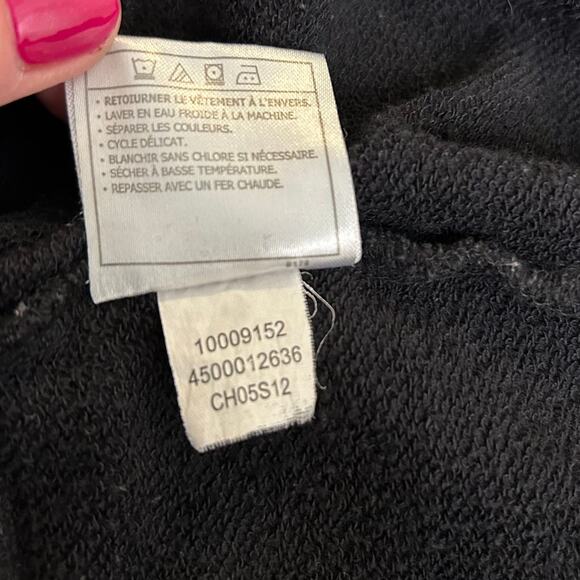 • RETOIURNER LE VÊTEMENT À L'ENVERS.
• LAVER EN EAU FROIDE À LA MACHINE.
• SÉPARER LES COULEURS.
• CYCLE DÉLICAT.
• BLANCHIR SANS CHLORE SI NÉCESSAIRE.
• SÉCHER À BASSE TEMPÉRATURE.
• REPASSER AVEC UN FER CHAUDE.
10009152
4500012636
CH05S12